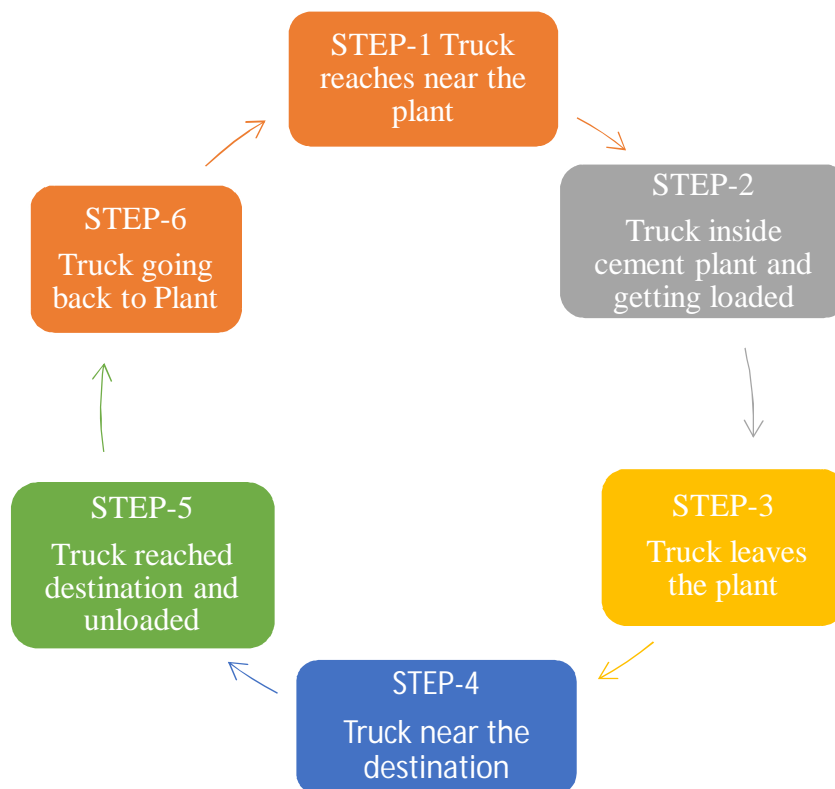 STEP-1 Truck
reaches near the
plant
STEP-2
Truck inside
cement plant and
getting loaded
STEP-3
Truck leaves
the plant
STEP-4
Truck near the
destination
STEP-5
Truck reached
destination and
unloaded
STEP-6
Truck going
back to Plant